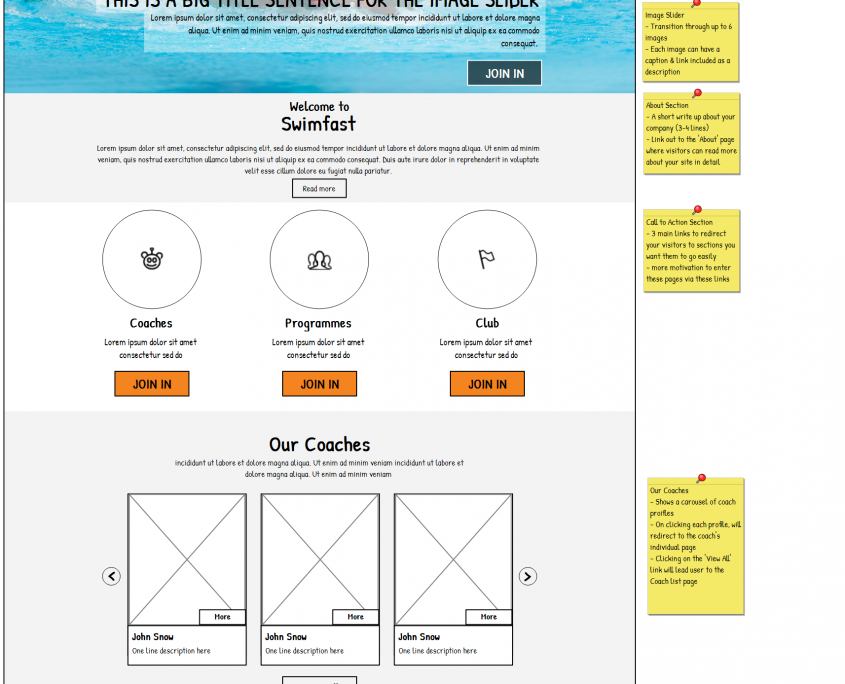 THIS IS A BIG TITLE SENTENCE FOR THE IMAGE SLIDER
Lorem ipsum dolor sit amet, consectetur adipiscing elit, sed do eiusmod tempor incididunt ut labore et dolore magna
aliqua. Ut enim ad minim veniam, quis nostrud exercitation ullamco laboris nisi ut aliquip ex ea commodo
consequat.
JOIN IN
Welcome to
Swimfast
Lorem ipsum dolor sit amet, consectetur adipiscing elit, sed do eiusmod tempor incididunt ut labore et dolore magna aliqua. Ut enim ad minim
veniam, quis nostrud exercitation ullamco laboris nisi ut aliquip ex ea commodo consequat. Duis aute irure dolor in reprehenderit in voluptate
velit esse cillum dolore eu fugiat nulla pariatur.
Read more
Coaches
Lorem ipsum dolor sit amet
consectetur sed do
JOIN IN
Programmes
Lorem ipsum dolor sit amet
consectetur sed do
JOIN IN
Club
Lorem ipsum dolor sit amet
consectetur sed do
JOIN IN
Our Coaches
incididunt ut labore et dolore magna aliqua. Ut enim ad minim veniam incididunt ut labore et
dolore magna aliqua. Ut enim ad minim veniam
More
John Snow
One line description here
More
John Snow
One line description here
More
John Snow
One line description here
Image Slider
- Transition through up to 6
images
- Each image can have a
caption & link included as a
description
About Section
- A short write up about your
company (3-4 lines)
- Link out to the 'About' page
where visitors can read more
about your site in detail
Call to Action Section
- 3 main links to redirect
your visitors to sections you
want them to go easily
- more motivation to enter
these pages via these links
Our Coaches
- Shows a carousel of coach
profiles
- On clicking each profile, will
redirect to the coach's
individual page
- Clicking on the 'View All'
link will lead user to the
Coach list page